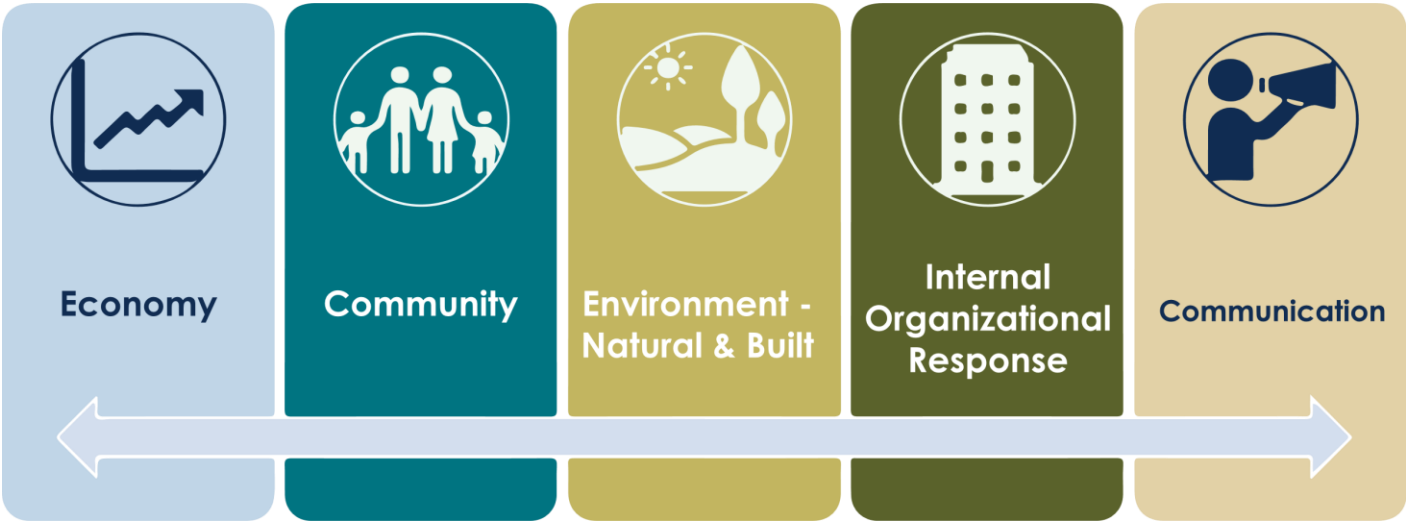 Economy
Community
Environment -
Natural & Built
Internal
Organizational
Response
Communication